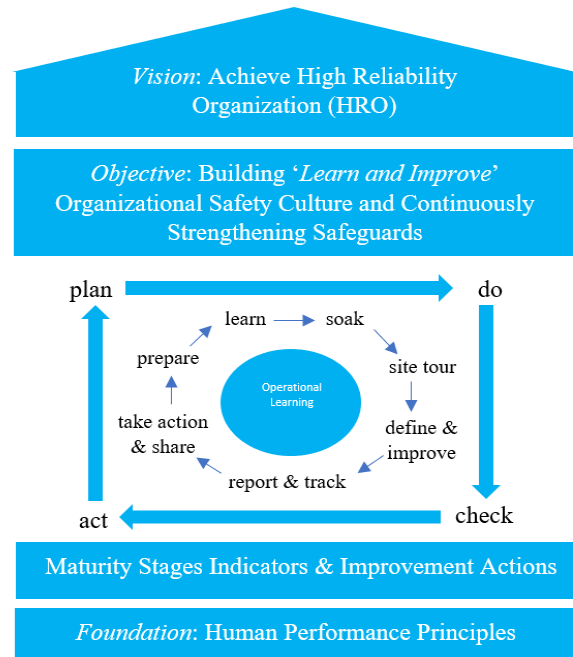 Vision: Achieve High Reliability
Organization (HRO)
Objective: Building ‘Learn and Improve’
Organizational Safety Culture and Continuously
Strengthening Safeguards
plan
do
learn
soak
prepare
site tour
Operational
Learning
take action
& share
define &
improve
report & track
act
check
Maturity Stages Indicators & Improvement Actions
Foundation: Human Performance Principles